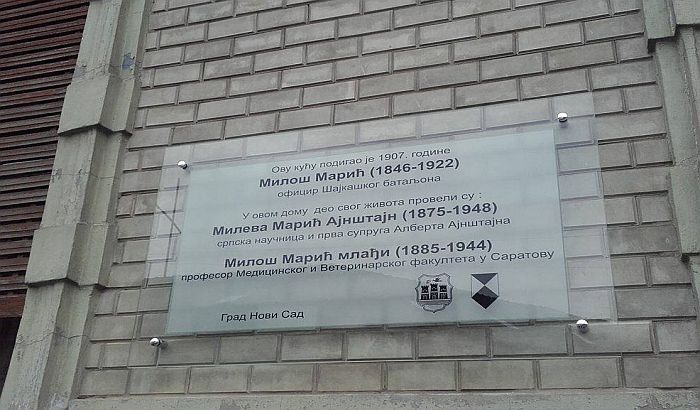 Ову кућу подигао је 1907. године
Милош Марић (1846-1922)
официр Шајкашког батаљона
У овом дому део свог живота провели су :
Милева Марић Ајнштајн (1875-1948)
српска научница и прва супруга Алберта Ајнштајна
Милош Марић млађи (1885-1944)
професор Медицинског и Ветеринарског факултета у Саратову
Град Нови Сад